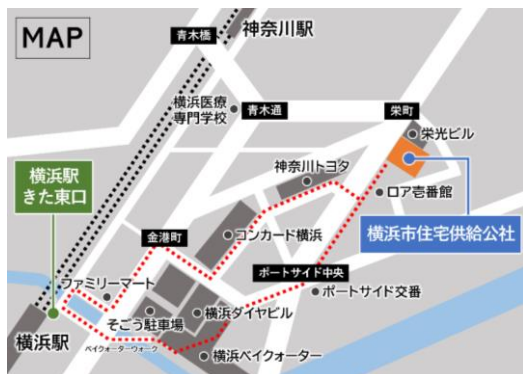 MAP
神奈川駅
青木橋
横浜医療
専門学校
青木通
栄町
栄光ビル
神奈川トヨタ
ロア壱番館
横浜駅
きた東口
横浜市住宅供給公社
金港町
コンカード横浜
ポートサイド中央
ファミリーマート
ポートサイド交番
横浜ダイヤビル
そごう駐車場
横浜駅
ベイクォーターウォーク
横浜ベイクォーター